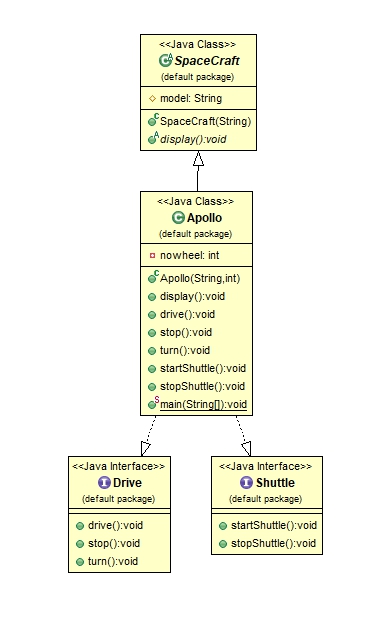 <<Java Class>>
SpaceCraft
(default package)
model: String
SpaceCraft(String)
display():void
<<Java Class>>
Apollo
(default package)
nowheel: int
Apollo(String,int)
display():void
drive():void
stop():void
turn():void
startShuttle():void
stopShuttle():void
main(String[]):void
<<Java Interface>>
Drive
(default package)
drive():void
stop():void
turn():void
<<Java Interface>>
Shuttle
(default package)
startShuttle():void
stopShuttle():void